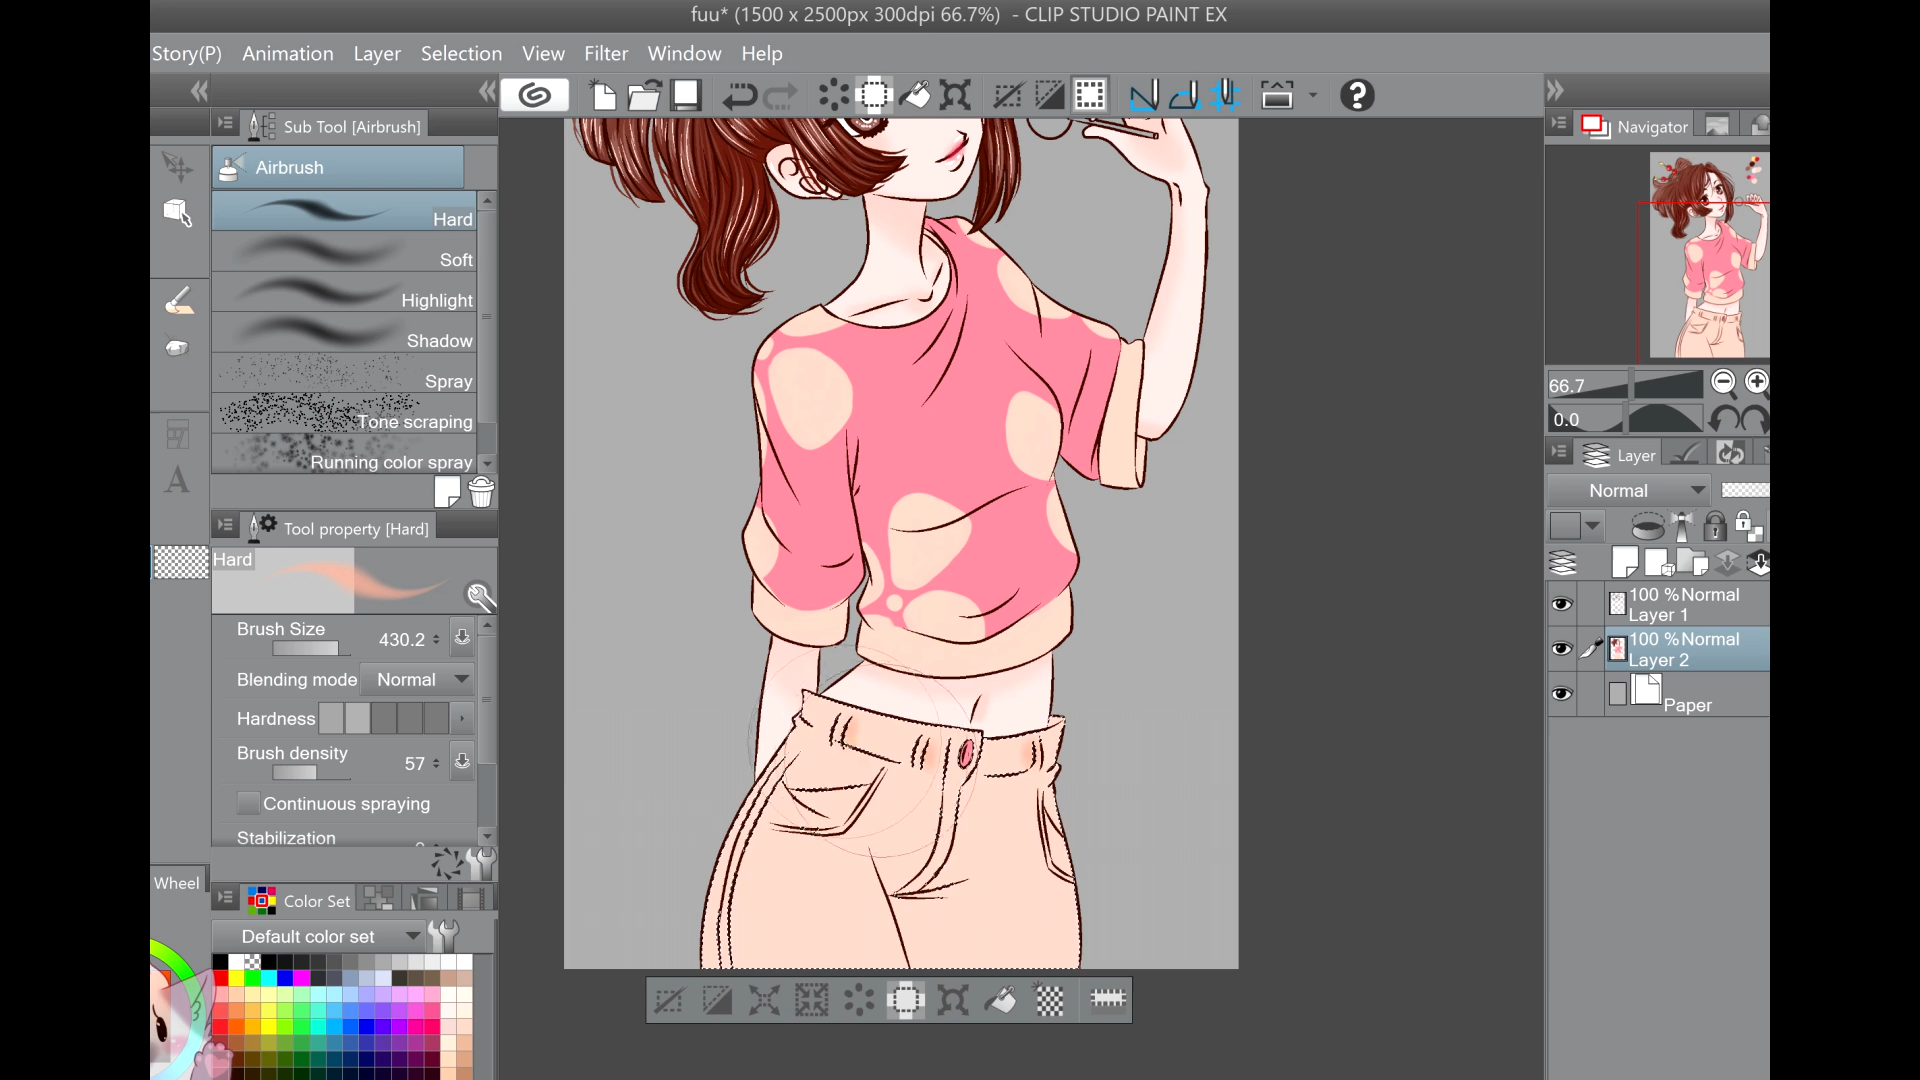 fuu* (1500 x 2500px 300dpi 66.7%) - CLIP STUDIO PAINT EX
Story(P) Animation Layer Selection View Filter Window Help
Sub Tool [Airbrush]
Airbrush
Hard
Soft
Highlight
Shadow
Spray
Tone scraping
Running color spray
Tool property [Hard]
Hard
Brush Size 430.2
Blending mode Normal
Hardness
Brush density 57
Continuous spraying
Stabilization
Wheel
Color Set
Default color set
Navigator
66.7
0.0
Layer
Normal
100 %Normal
Layer 1
100 %Normal
Layer 2
Paper